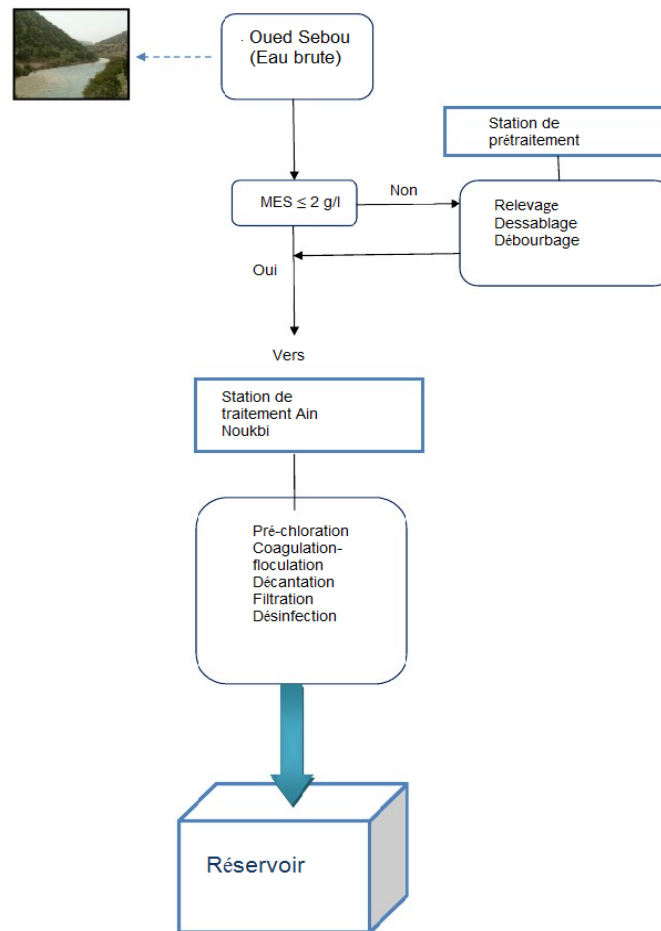 . Oued Sebou
(Eau brute)
Station de
prétraitement
MES ≤ 2 g/l
Non
Relevage
Dessablage
Débourbage
Oui
Vers
Station de
traitement Ain
Noukbi
Pré-chloration
Coagulation-
floculation
Décantation
Filtration
Désinfection
Réservoir